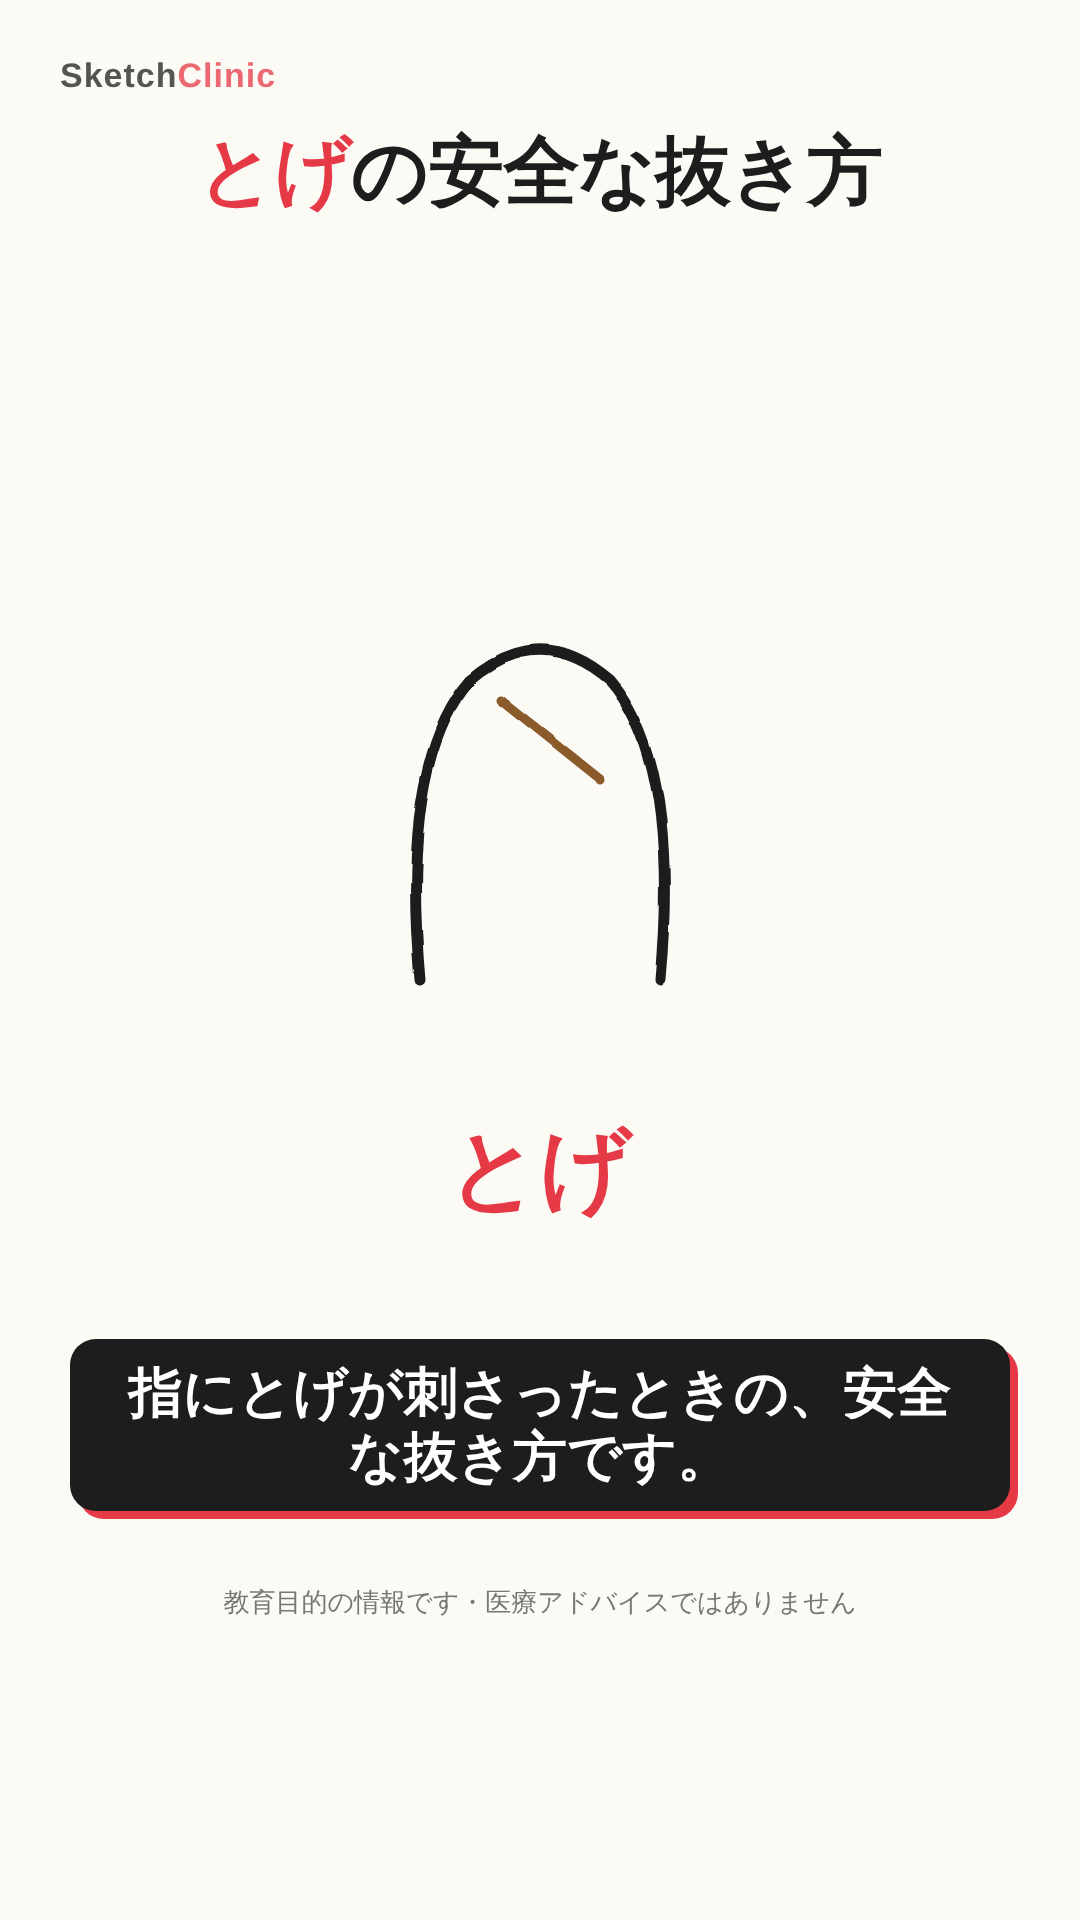 SketchClinic
とげの安全な抜き方
とげ
指にとげが刺さったときの、安全
な抜き方です。
教育目的の情報です・医療アドバイスではありません